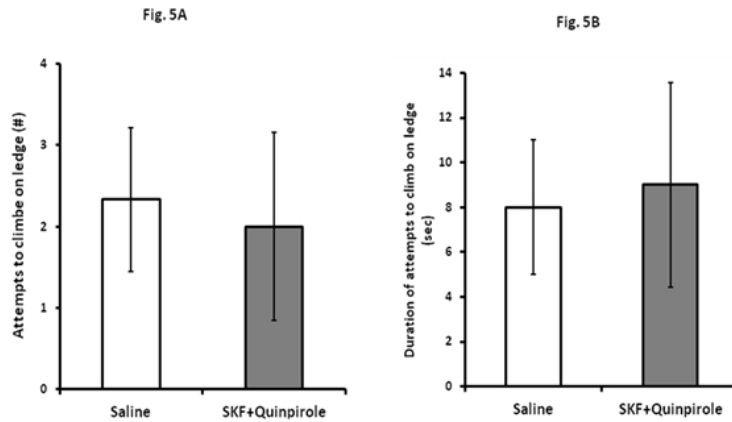 Fig. 5A
Attempts to climbe on ledge (#)
4
3
2
1
0
Saline SKF+Quinpirole
Fig. 5B
Duration of attempts to climb on ledge
(sec)
14
12
10
8
6
4
2
0
Saline SKF+Quinpirole